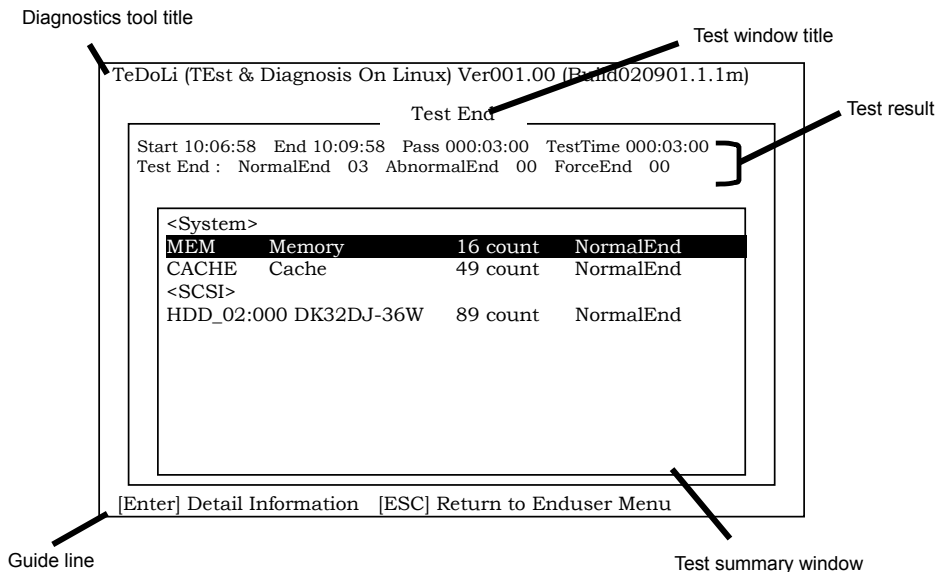 Diagnostics tool title
Test window title
TeDoLi (TEst & Diagnosis On Linux) Ver001.00 (Build020901.1.1m)
Test End
Test result
Start 10:06:58 End 10:09:58 Pass 000:03:00 TestTime 000:03:00
Test End : NormalEnd 03 AbnormalEnd 00 ForceEnd 00
<System>
MEM Memory 16 count NormalEnd
CACHE Cache 49 count NormalEnd
<SCSI>
HDD_02:000 DK32DJ-36W 89 count NormalEnd
[Enter] Detail Information [ESC] Return to Enduser Menu
Guide line
Test summary window